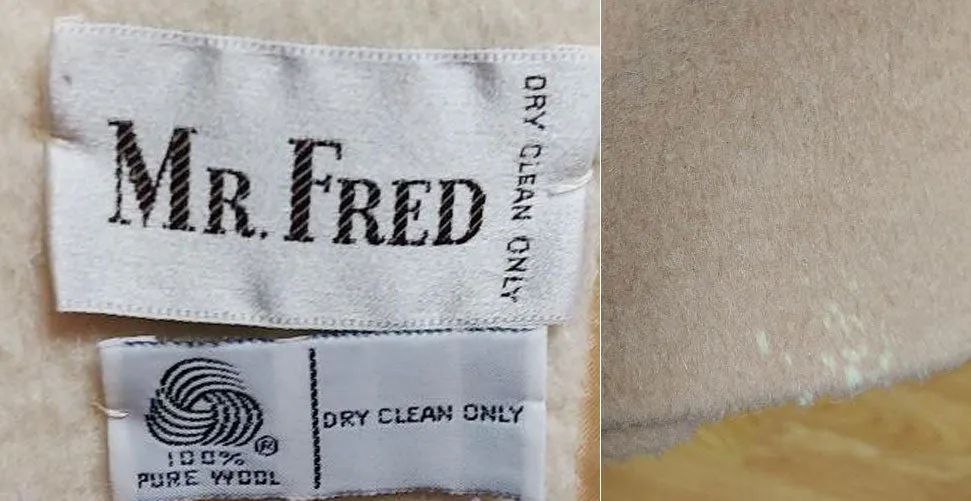 MR. FRED
DRY CLEAN ONLY
®
100%
PURE WOOL
DRY CLEAN ONLY